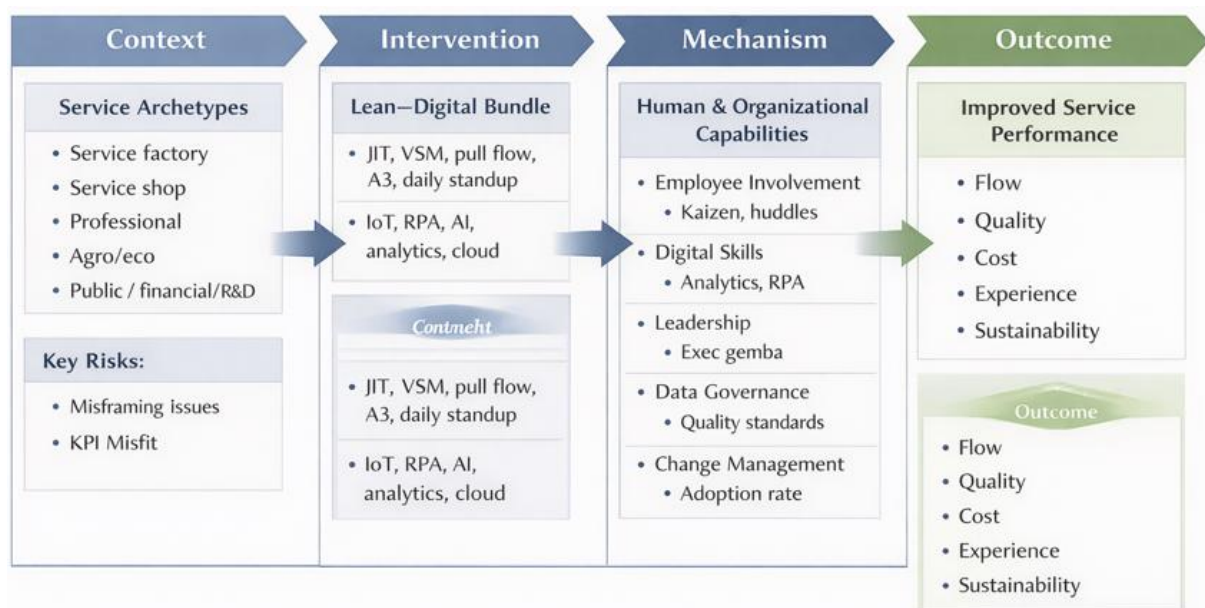 Context
Intervention
Mechanism
Outcome
Service Archetypes
• Service factory
• Service shop
• Professional
• Agro/eco
• Public / financial/R&D
Key Risks:
• Misframing issues
• KPI Misfit
Lean—Digital Bundle
• JIT, VSM, pull flow,
A3, daily standup
• IoT, RPA, AI,
analytics, cloud
Contmeht
• JIT, VSM, pull flow,
A3, daily standup
• IoT, RPA, AI,
analytics, cloud
Human & Organizational
Capabilities
• Employee Involvement
• Kaizen, huddles
• Digital Skills
• Analytics, RPA
• Leadership
• Exec gemba
• Data Governance
• Quality standards
• Change Management
• Adoption rate
Improved Service
Performance
• Flow
• Quality
• Cost
• Experience
• Sustainability
Outcome
• Flow
• Quality
• Cost
• Experience
• Sustainability